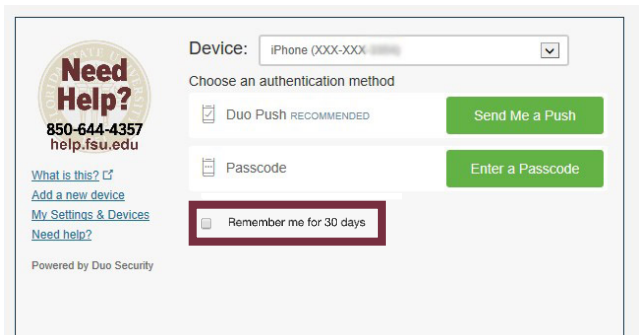 Need
Help?
850-644-4357
help.fsu.edu
What is this?
Add a new device
My Settings & Devices
Need help?
Powered by Duo Security
Device: iPhone (XXX-XXX
Choose an authentication method
Duo Push RECOMMENDED Send Me a Push
Passcode Enter a Passcode
Remember me for 30 days